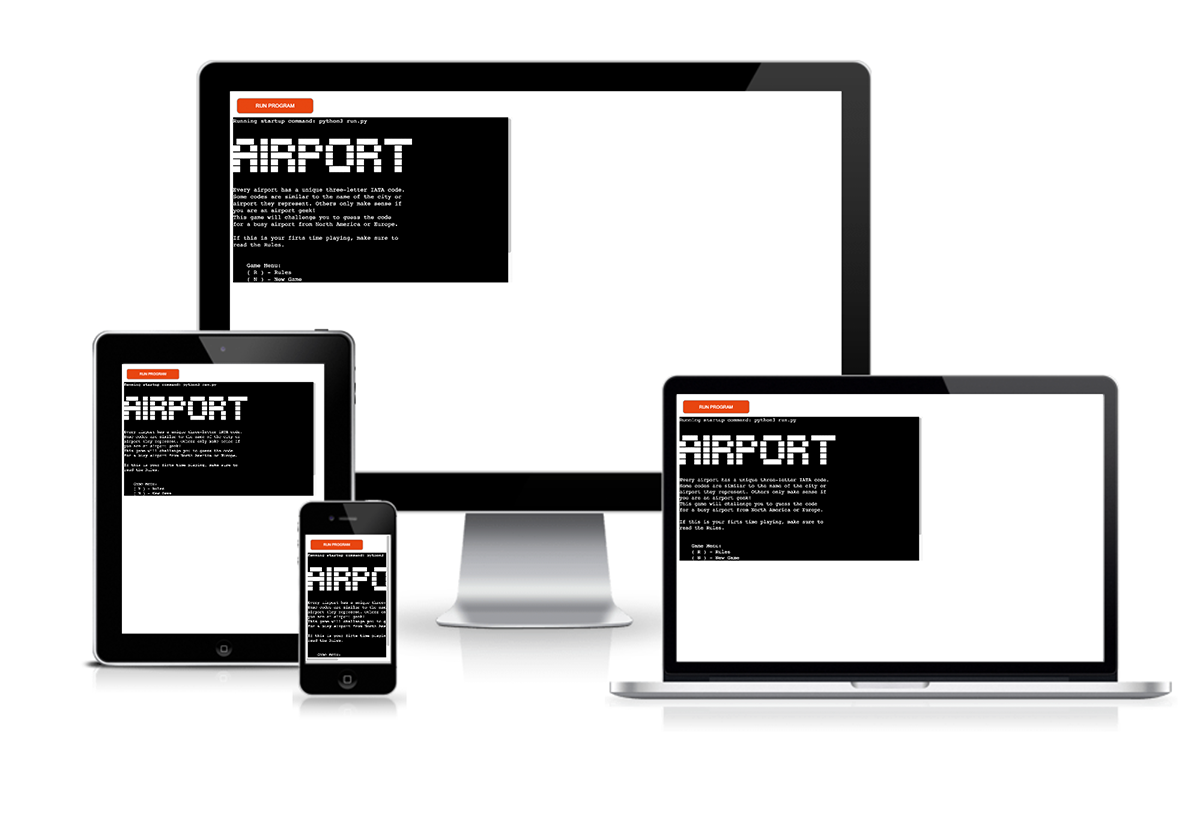 RUN PROGRAM
Running startup command: python3 run.py
AIRPORT
Every airport has a unique three-letter IATA code.
Some codes are similar to the name of the city or
airport they represent. Others only make sense if
you are an airport geek!
This game will challenge you to guess the code
for a busy airport from North America or Europe.
If this is your firts time playing, make sure to
read the Rules.
Game Menu:
( R ) - Rules
( N ) - New Game
RUN PROGRAM
Running startup command: python3 run.py
AIRPORT
Every airport has a unique three-letter IATA code.
Some codes are similar to the name of the city or
airport they represent. Others only make sense if
you are an airport geek!
This game will challenge you to guess the code
for a busy airport from North America or Europe.
If this is your firts time playing, make sure to
read the Rules.
Game Menu:
( R ) - Rules
( N ) - New Game
RUN PROGRAM
Running startup command: python3
AIRPO
Every airport has a unique three-
Some codes are similar to the nam
airport they represent. Others on
you are an airport geek!
This game will challenge you to g
for a busy airport from North Ame
If this is your firts time playin
read the Rules.
Game Menu:
RUN PROGRAM
Running startup command: python3 run.py
AIRPORT
Every airport has a unique three-letter IATA code.
Some codes are similar to the name of the city or
airport they represent. Others only make sense if
you are an airport geek!
This game will challenge you to guess the code
for a busy airport from North America or Europe.
If this is your firts time playing, make sure to
read the Rules.
Game Menu:
( R ) - Rules
( N ) - New Game